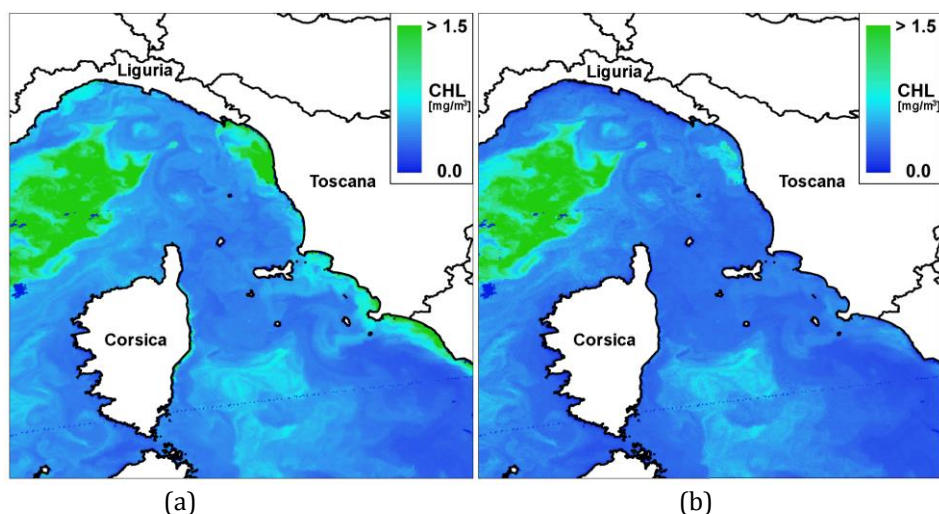 > 1.5
Liguria
CHL
[mg/m³]
0.0
Toscana
Corsica
(a)
> 1.5
Liguria
CHL
[mg/m³]
0.0
Toscana
Corsica
(b)